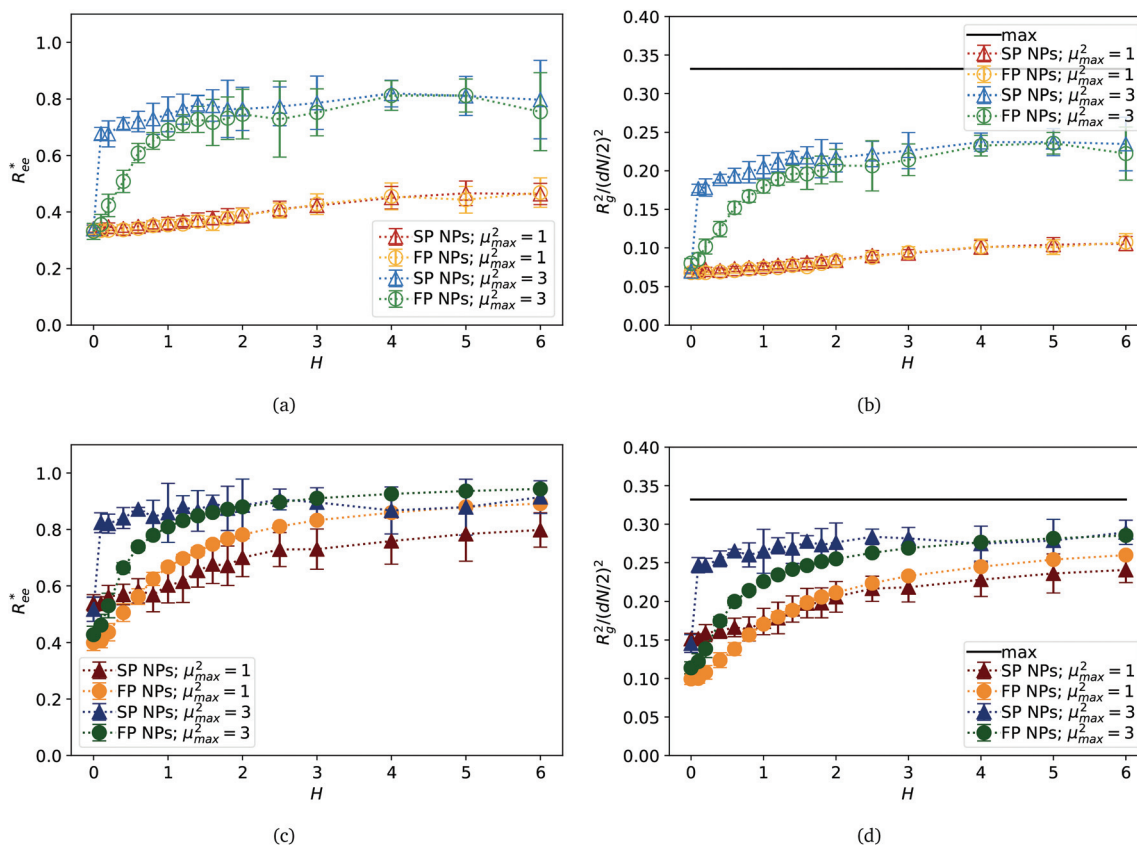 1.0
0.8
0.6
0.4
0.2
0.0
R*ee
0 1 2 3 4 5 6
H
SP NPs; μ²max = 1
FP NPs; μ²max = 1
SP NPs; μ²max = 3
FP NPs; μ²max = 3
(a)
0.40
0.35
0.30
0.25
0.20
0.15
0.10
0.05
0.00
R²g/(dN/2)²
0 1 2 3 4 5 6
H
max
SP NPs; μ²max = 1
FP NPs; μ²max = 1
SP NPs; μ²max = 3
FP NPs; μ²max = 3
(b)
1.0
0.8
0.6
0.4
0.2
0.0
R*ee
0 1 2 3 4 5 6
H
SP NPs; μ²max = 1
FP NPs; μ²max = 1
SP NPs; μ²max = 3
FP NPs; μ²max = 3
(c)
0.40
0.35
0.30
0.25
0.20
0.15
0.10
0.05
0.00
R²g/(dN/2)²
0 1 2 3 4 5 6
H
max
SP NPs; μ²max = 1
FP NPs; μ²max = 1
SP NPs; μ²max = 3
FP NPs; μ²max = 3
(d)